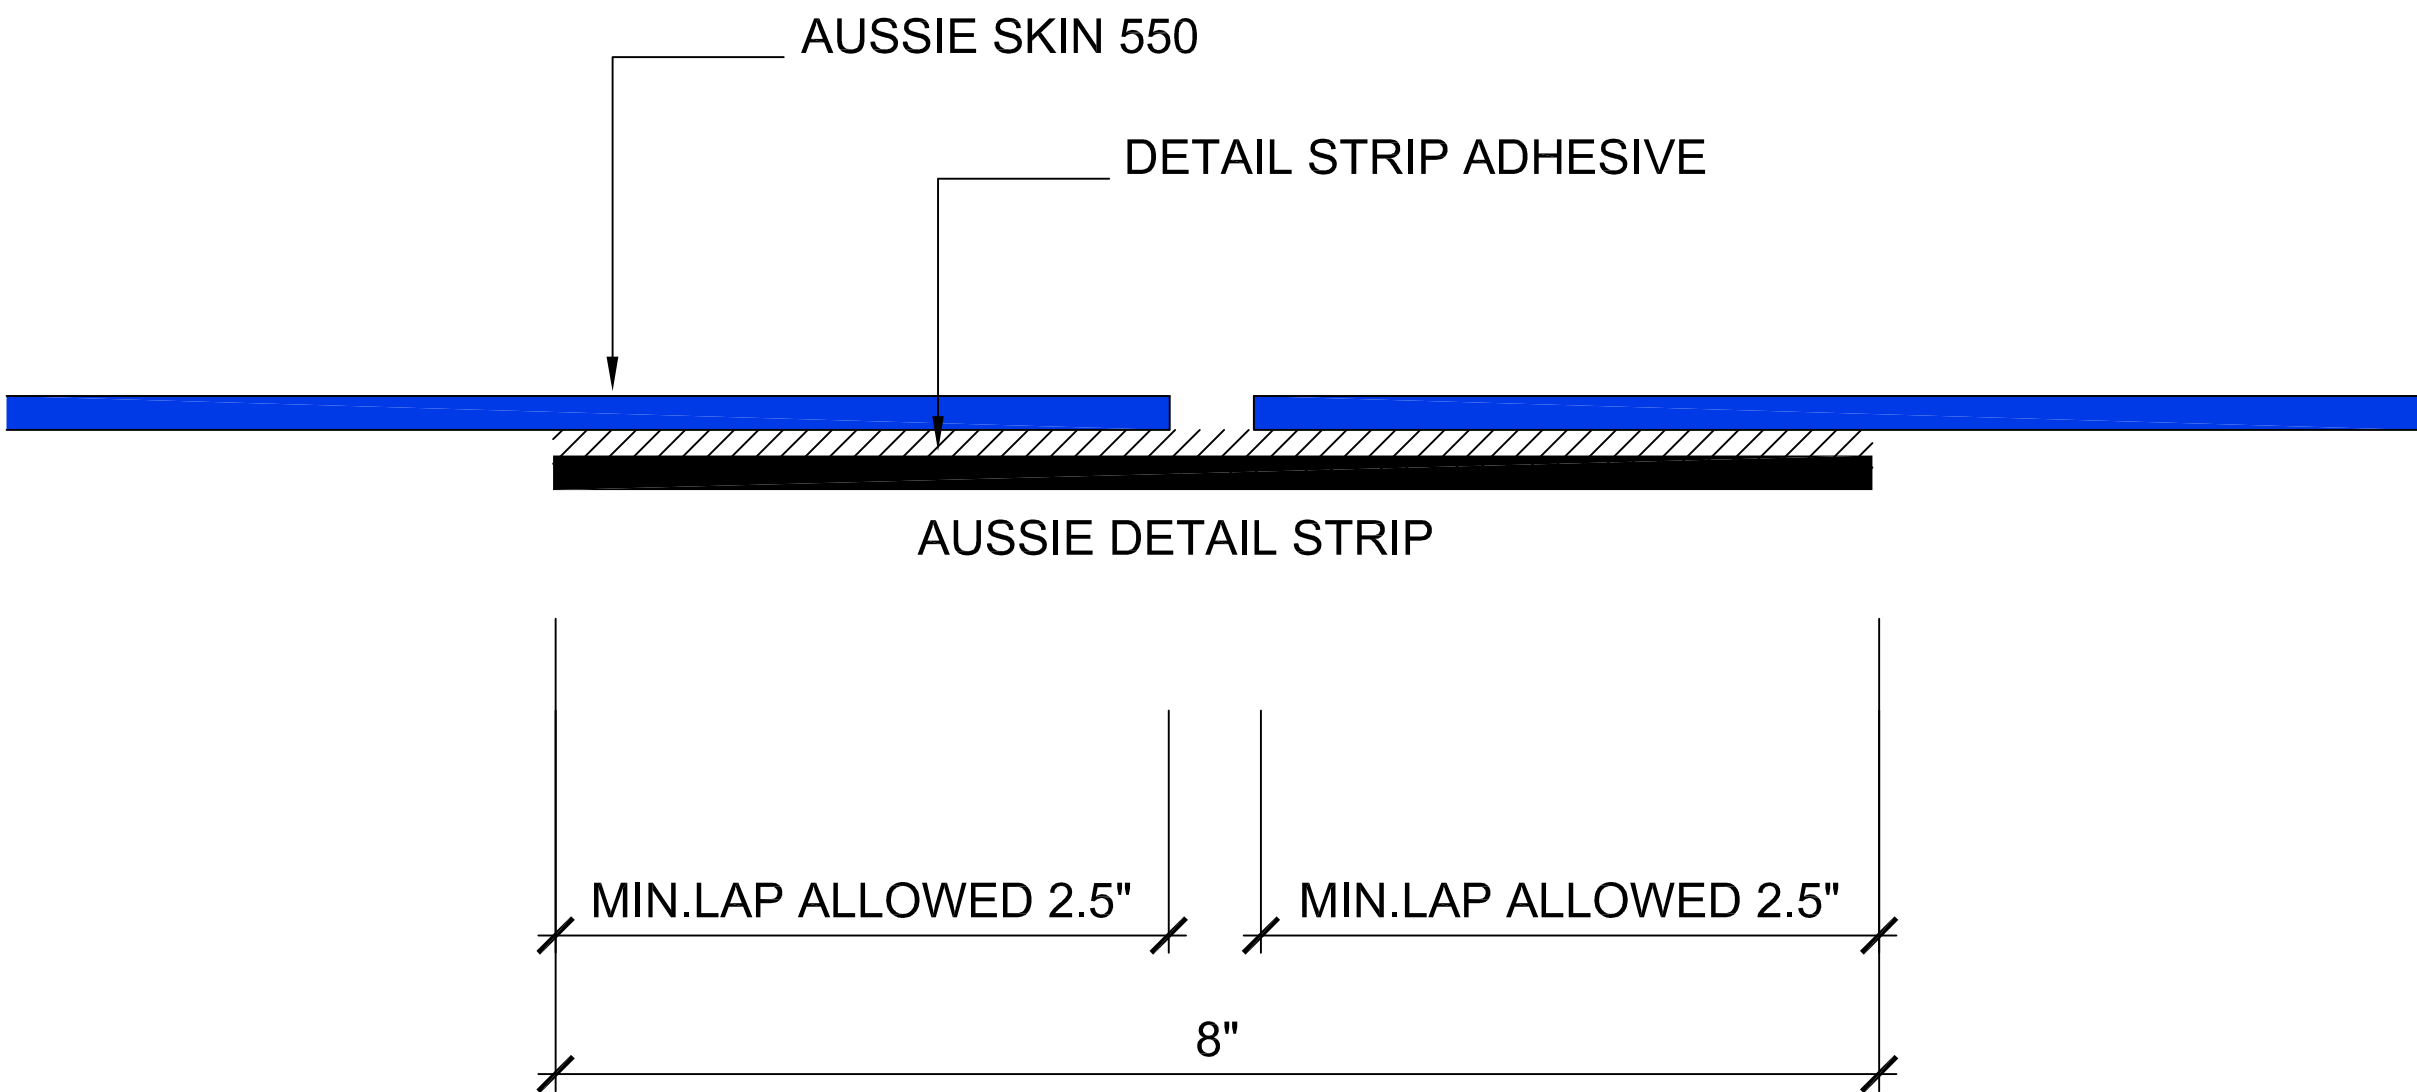 AUSSIE SKIN 550
DETAIL STRIP ADHESIVE
AUSSIE DETAIL STRIP
MIN.LAP ALLOWED 2.5" MIN.LAP ALLOWED 2.5"
8"